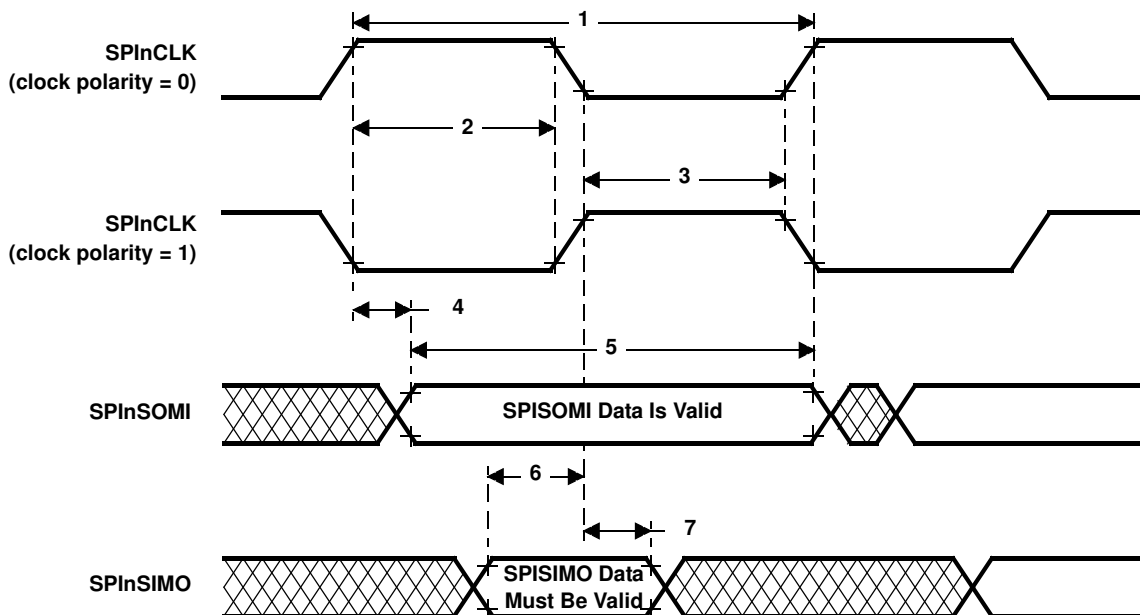 1
SPInCLK
(clock polarity = 0)
2
3
SPInCLK
(clock polarity = 1)
4
5
SPInSOMI
SPISOMI Data Is Valid
6
7
SPInSIMO
SPISIMO Data
Must Be Valid